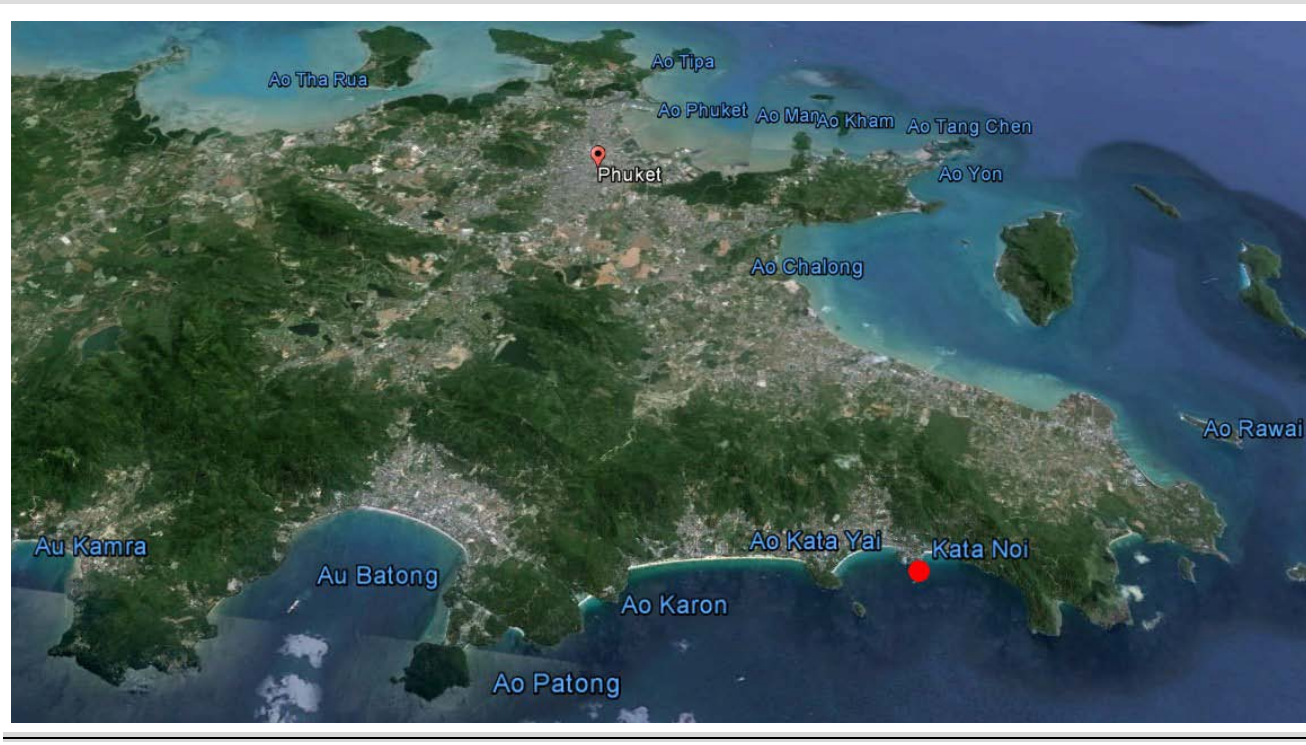 Ao Tipa
Ao Tha Rua
Ao Phuket
Ao Man
Ao Kham
Ao Tang Chen
Phuket
Ao Yon
Ao Chalong
Ao Rawai
Au Kamra
Ao Kata Yai
Kata Noi
Au Batong
Ao Karon
Ao Patong